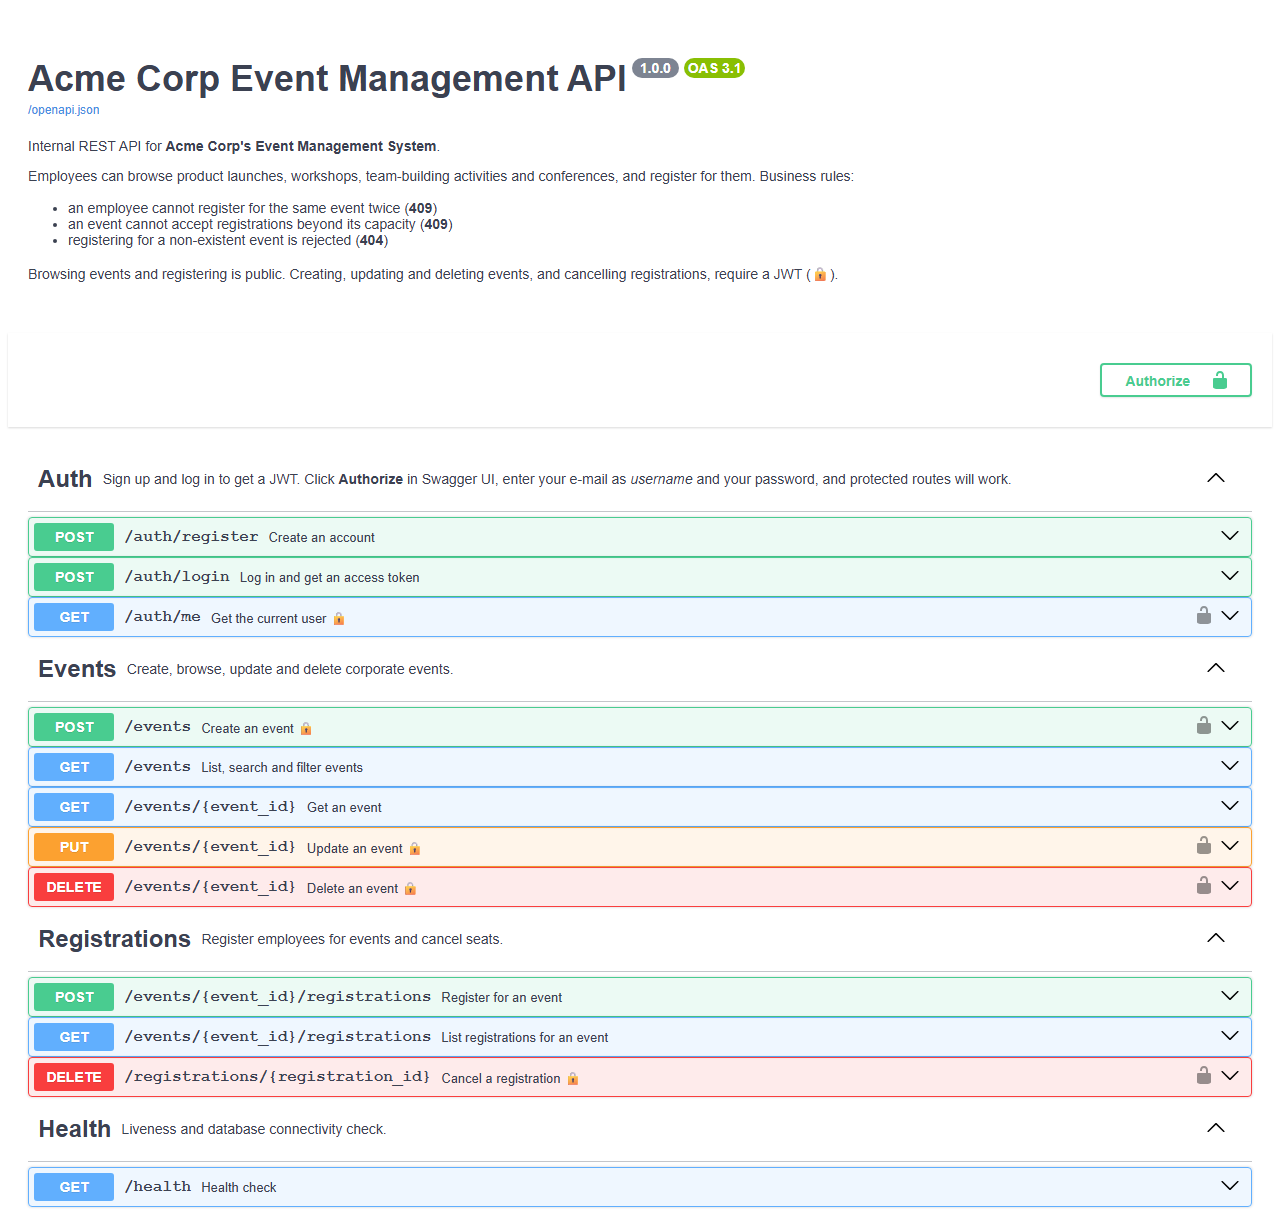 Acme Corp Event Management API 1.0.0 OAS 3.1
/openapi.json
Internal REST API for Acme Corp's Event Management System.
Employees can browse product launches, workshops, team-building activities and conferences, and register for them. Business rules:
• an employee cannot register for the same event twice (409)
• an event cannot accept registrations beyond its capacity (409)
• registering for a non-existent event is rejected (404)
Browsing events and registering is public. Creating, updating and deleting events, and cancelling registrations, require a JWT (🔒).
Authorize
Auth Sign up and log in to get a JWT. Click Authorize in Swagger UI, enter your e-mail as username and your password, and protected routes will work.
POST /auth/register Create an account
POST /auth/login Log in and get an access token
GET /auth/me Get the current user 🔒
Events Create, browse, update and delete corporate events.
POST /events Create an event 🔒
GET /events List, search and filter events
GET /events/{event_id} Get an event
PUT /events/{event_id} Update an event 🔒
DELETE /events/{event_id} Delete an event 🔒
Registrations Register employees for events and cancel seats.
POST /events/{event_id}/registrations Register for an event
GET /events/{event_id}/registrations List registrations for an event
DELETE /registrations/{registration_id} Cancel a registration 🔒
Health Liveness and database connectivity check.
GET /health Health check